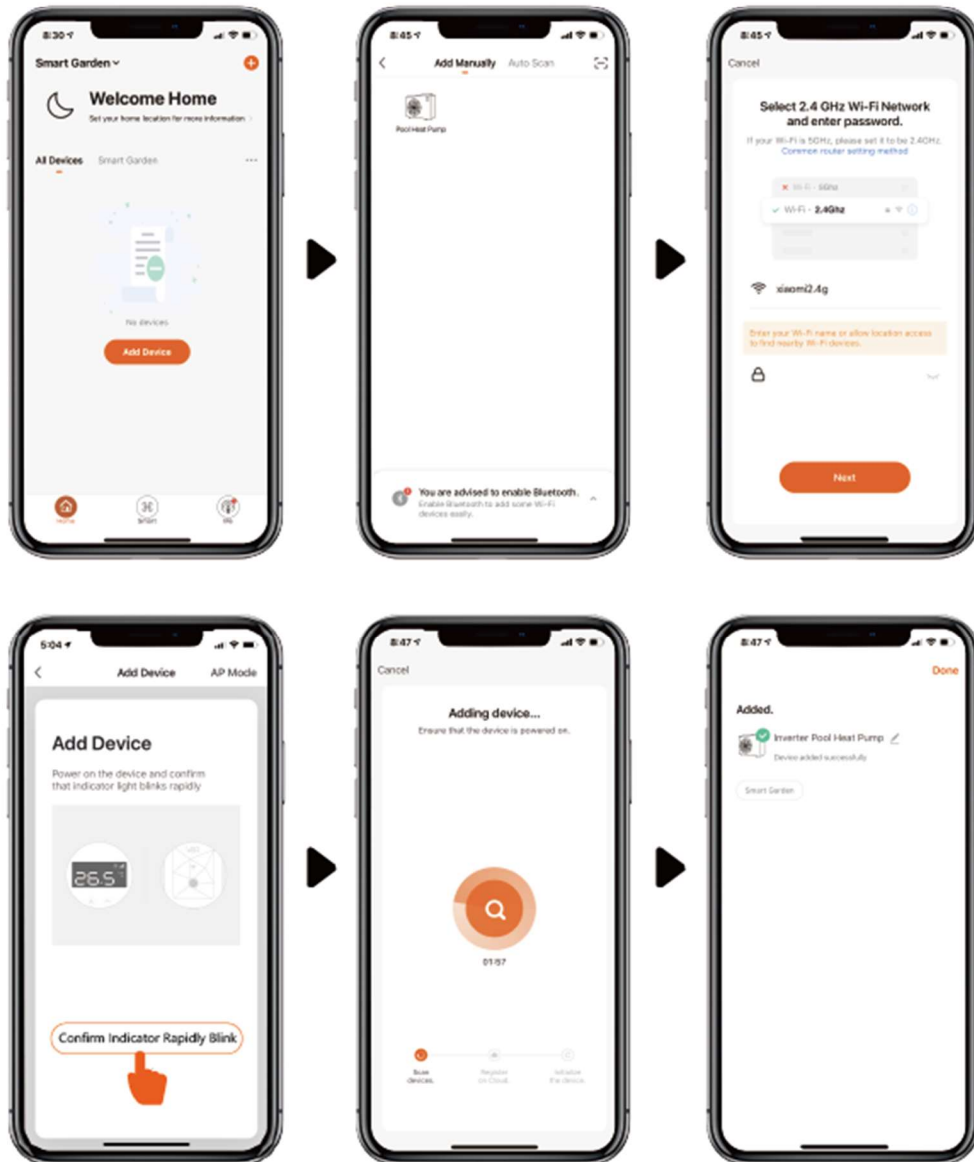 8:30
Smart Garden
Welcome Home
Set your home location for more information
All Devices Smart Garden ...
No devices
Add Device
Home Smart Me
8:45
Add Manually Auto Scan
Pool Heat Pump
You are advised to enable Bluetooth.
Enable Bluetooth to add some Wi-Fi
devices easily.
8:45
Cancel
Select 2.4 GHz Wi-Fi Network
and enter password.
If your Wi-Fi is 5GHz, please set it to be 2.4GHz.
Common router setting method
Wi-Fi - 5Ghz
Wi-Fi - 2.4Ghz
xiaomi2.4g
Enter your Wi-Fi name or allow location access
to find nearby Wi-Fi devices.
Next
5:04
Add Device AP Mode
Add Device
Power on the device and confirm
that indicator light blinks rapidly
26.5
Confirm Indicator Rapidly Blink
8:47
Cancel
Adding device...
Ensure that the device is powered on.
01:57
Scan
devices.
Register
on Cloud.
Initialize
the device.
8:47
Done
Added.
Inverter Pool Heat Pump
Device added successfully
Smart Garden